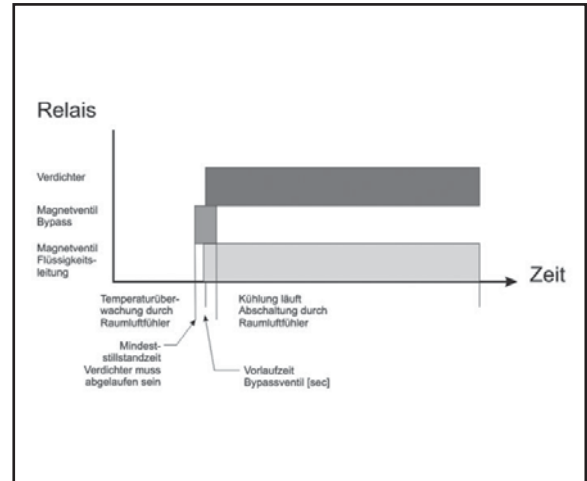 Relais
Verdichter
Magnetventil
Bypass
Magnetventil
Flüssigkeits-
leitung
Zeit
Temperaturüber-
wachung durch
Raumluftfühler
Kühlung läuft
Abschaltung durch
Raumluftfühler
Mindest-
stillstandzeit
Verdichter muss
abgelaufen sein
Vorlaufzeit
Bypassventil [sec]